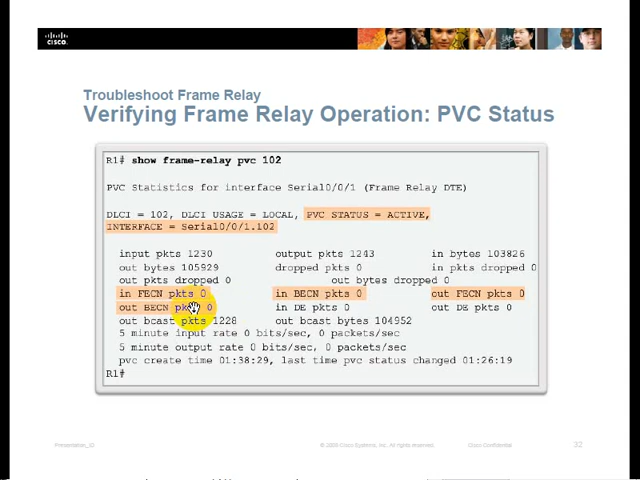 CISCO
Troubleshoot Frame Relay
Verifying Frame Relay Operation: PVC Status
R1# show frame-relay pvc 102
PVC Statistics for interface Serial0/0/1 (Frame Relay DTE)
DLCI = 102, DLCI USAGE = LOCAL, PVC STATUS = ACTIVE,
INTERFACE = Serial0/0/1.102
input pkts 1230 output pkts 1243 in bytes 103826
out bytes 105929 dropped pkts 0 in pkts dropped 0
out pkts dropped 0 out bytes dropped 0
in FECN pkts 0 in BECN pkts 0 out FECN pkts 0
out BECN pkts 0 in DE pkts 0 out DE pkts 0
out bcast pkts 1228 out bcast bytes 104952
5 minute input rate 0 bits/sec, 0 packets/sec
5 minute output rate 0 bits/sec, 0 packets/sec
pvc create time 01:38:29, last time pvc status changed 01:26:19
R1#
Presentation_ID © 2009 Cisco Systems, Inc. All rights reserved. Cisco Confidential 32